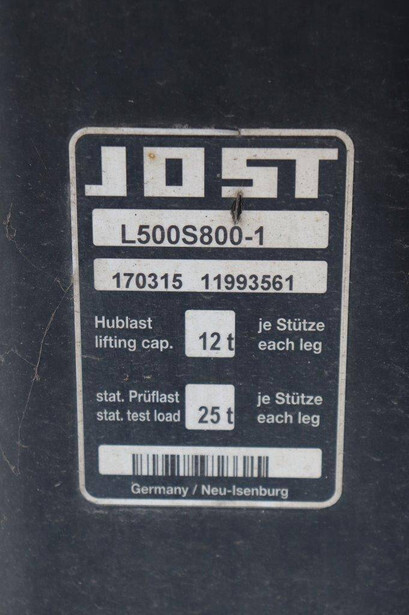 JOST
L500S800-1
170315 11993561
Hublast 12 t je Stütze
lifting cap. each leg
stat. Prüflast 25 t je Stütze
stat. test load each leg
Germany / Neu-Isenburg